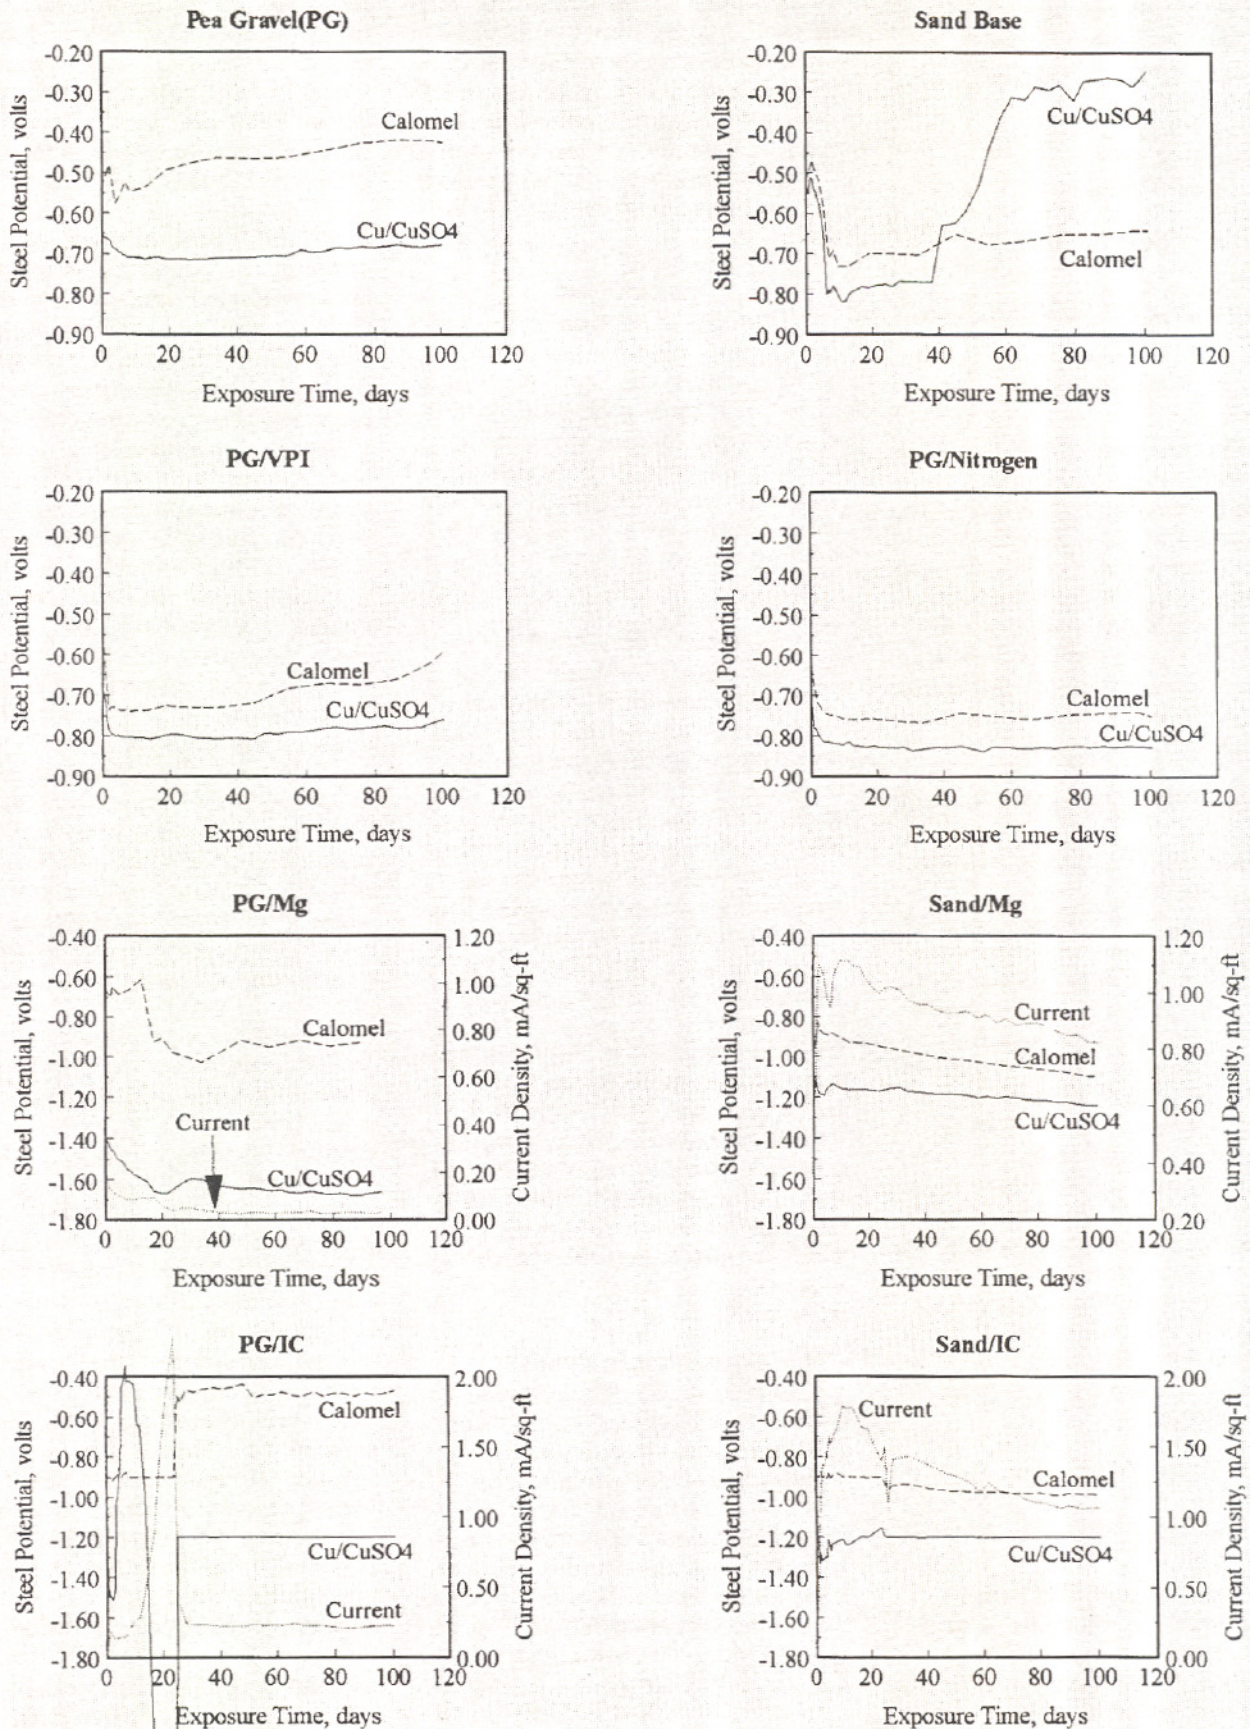 Pea Gravel(PG)
Steel Potential, volts
-0.20
-0.30
-0.40
-0.50
-0.60
-0.70
-0.80
-0.90
Calomel
Cu/CuSO4
0 20 40 60 80 100 120
Exposure Time, days
Sand Base
Steel Potential, volts
-0.20
-0.30
-0.40
-0.50
-0.60
-0.70
-0.80
-0.90
Cu/CuSO4
Calomel
0 20 40 60 80 100 120
Exposure Time, days
PG/VPI
Steel Potential, volts
-0.20
-0.30
-0.40
-0.50
-0.60
-0.70
-0.80
-0.90
Calomel
Cu/CuSO4
0 20 40 60 80 100 120
Exposure Time, days
PG/Nitrogen
Steel Potential, volts
-0.20
-0.30
-0.40
-0.50
-0.60
-0.70
-0.80
-0.90
Calomel
Cu/CuSO4
0 20 40 60 80 100 120
Exposure Time, days
PG/Mg
Steel Potential, volts
-0.40
-0.60
-0.80
-1.00
-1.20
-1.40
-1.60
-1.80
Calomel
Current
Cu/CuSO4
1.20
1.00
0.80
0.60
0.40
0.20
0.00
Current Density, mA/sq-ft
0 20 40 60 80 100 120
Exposure Time, days
Sand/Mg
Steel Potential, volts
-0.40
-0.60
-0.80
-1.00
-1.20
-1.40
-1.60
-1.80
Current
Calomel
Cu/CuSO4
1.20
1.00
0.80
0.60
0.40
0.20
Current Density, mA/sq-ft
0 20 40 60 80 100 120
Exposure Time, days
PG/IC
Steel Potential, volts
-0.40
-0.60
-0.80
-1.00
-1.20
-1.40
-1.60
-1.80
Calomel
Cu/CuSO4
Current
2.00
1.50
1.00
0.50
0.00
Current Density, mA/sq-ft
0 20 40 60 80 100 120
Exposure Time, days
Sand/IC
Steel Potential, volts
-0.40
-0.60
-0.80
-1.00
-1.20
-1.40
-1.60
-1.80
Current
Calomel
Cu/CuSO4
2.00
1.50
1.00
0.50
0.00
Current Density, mA/sq-ft
0 20 40 60 80 100 120
Exposure Time, days